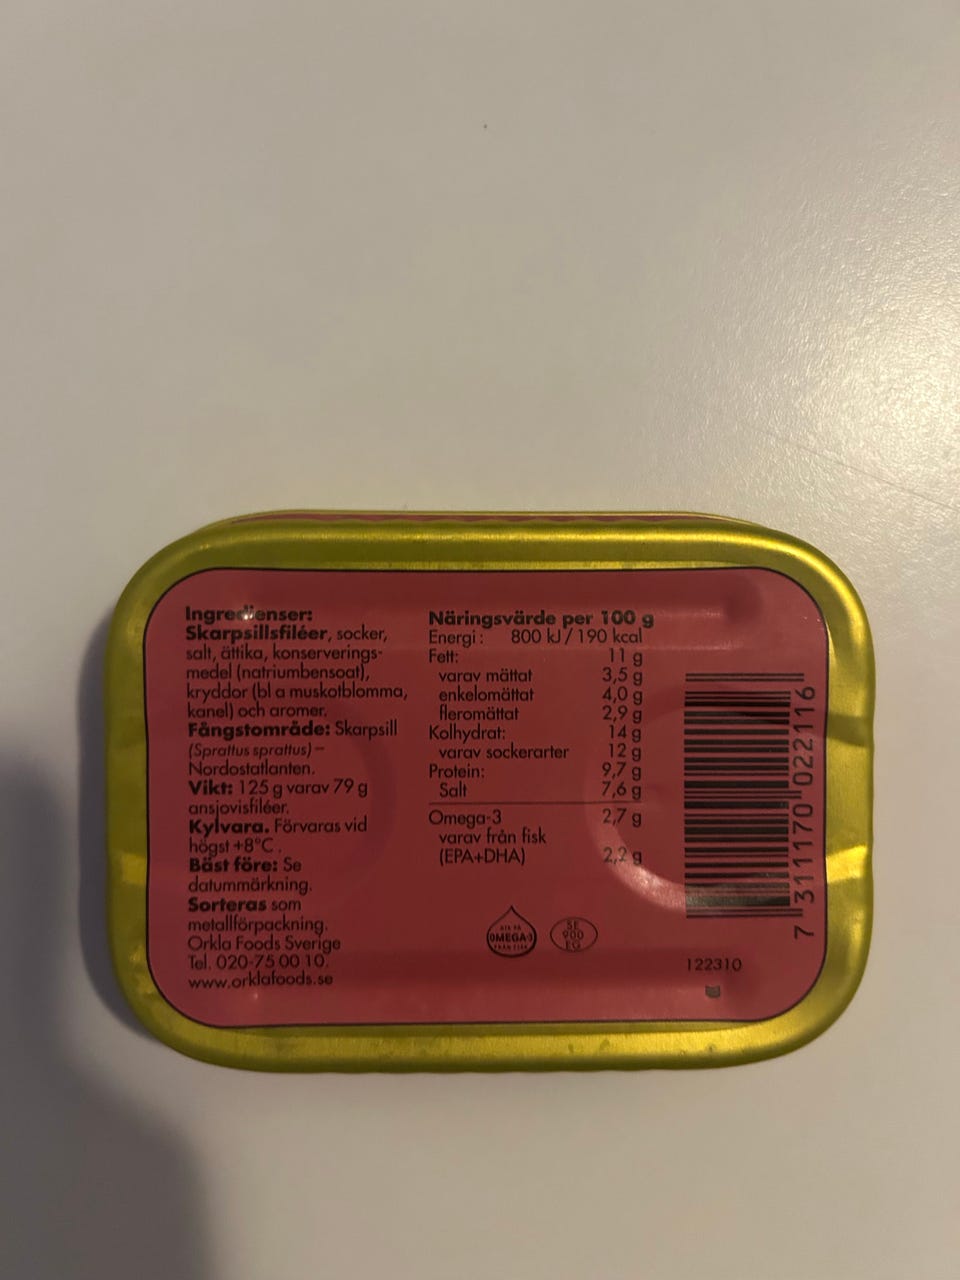 Ingredienser:
Skarpsillsfiléer, socker,
salt, ättika, konserverings-
medel (natriumbensoat),
kryddor (bl a muskotblomma,
kanel) och aromer.
Fångstområde: Skarpsill
(Sprattus sprattus) –
Nordostatlanten.
Vikt: 125 g varav 79 g
ansjovisfiléer.
Kylvara. Förvaras vid
högst +8°C .
Bäst före: Se
datummärkning.
Sorteras som
metallförpackning.
Orkla Foods Sverige
Tel. 020-75 00 10.
www.orklafoods.se
Näringsvärde per 100 g
Energi : 800 kJ / 190 kcal
Fett: 11 g
varav mättat 3,5 g
enkelomättat 4,0 g
fleromättat 2,9 g
Kolhydrat: 14 g
varav sockerarter 12 g
Protein: 9,7 g
Salt 7,6 g
Omega-3 2,7 g
varav från fisk
(EPA+DHA) 2,2 g
OMEGA-3
FRÅN FISK
SE
900
EG
7 311170 022116
122310